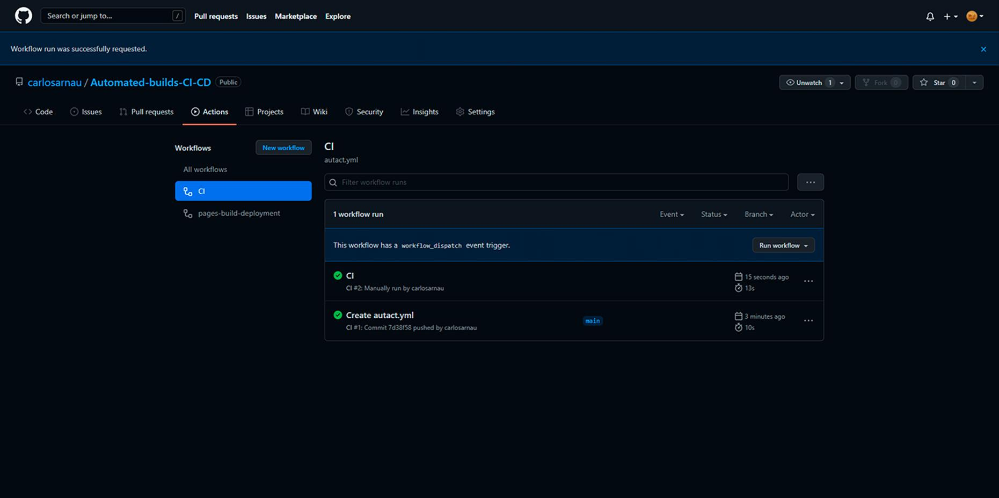 Search or jump to... / Pull requests Issues Marketplace Explore
Workflow run was successfully requested.
carlosarnau / Automated-builds-CI-CD Public Unwatch 1 Fork 0 Star 0
Code Issues Pull requests Actions Projects Wiki Security Insights Settings
Workflows New workflow
All workflows
CI
pages-build-deployment
CI
autact.yml
Filter workflow runs
1 workflow run Event Status Branch Actor
This workflow has a workflow_dispatch event trigger. Run workflow
CI 15 seconds ago
CI #2: Manually run by carlosarnau 13s
Create autact.yml main 3 minutes ago
CI #1: Commit 7d38f58 pushed by carlosarnau 10s